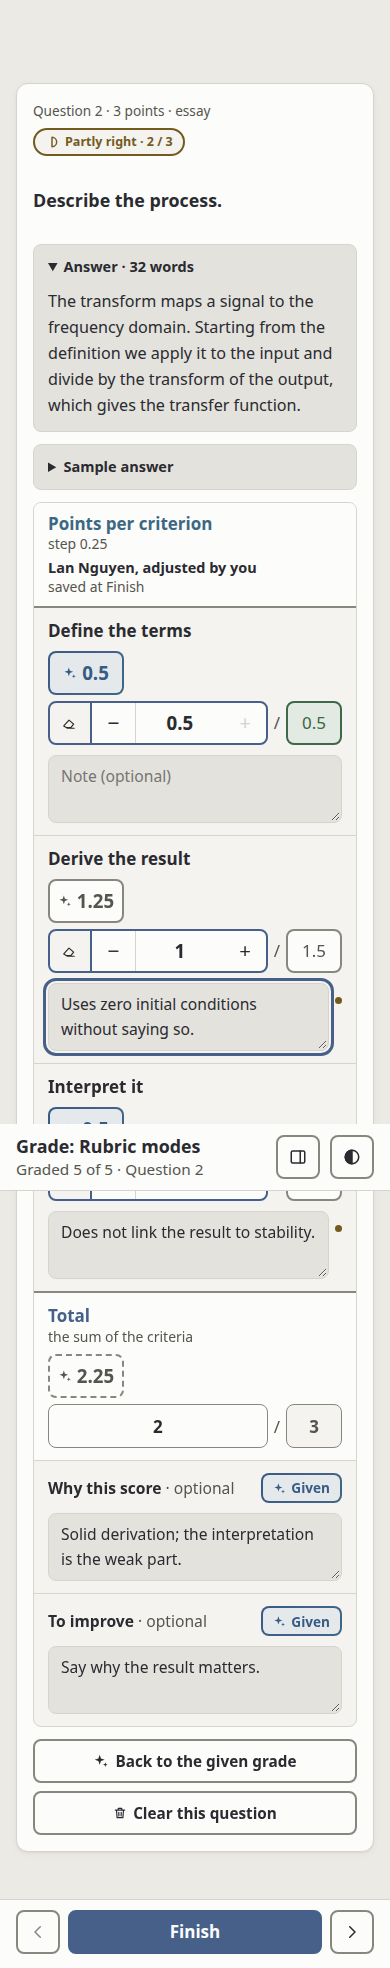 Question 2 · 3 points · essay
Partly right · 2 / 3
Describe the process.
Answer · 32 words
The transform maps a signal to the
frequency domain. Starting from the
definition we apply it to the input and
divide by the transform of the output,
which gives the transfer function.
Sample answer
Points per criterion
step 0.25
Lan Nguyen, adjusted by you
saved at Finish
Define the terms
0.5
− 0.5 + / 0.5
Note (optional)
Derive the result
1.25
− 1 + / 1.5
Uses zero initial conditions
without saying so.
Interpret it
Grade: Rubric modes
Graded 5 of 5 · Question 2
Does not link the result to stability.
Total
the sum of the criteria
2.25
2 / 3
Why this score · optional Given
Solid derivation; the interpretation
is the weak part.
To improve · optional Given
Say why the result matters.
Back to the given grade
Clear this question
Finish